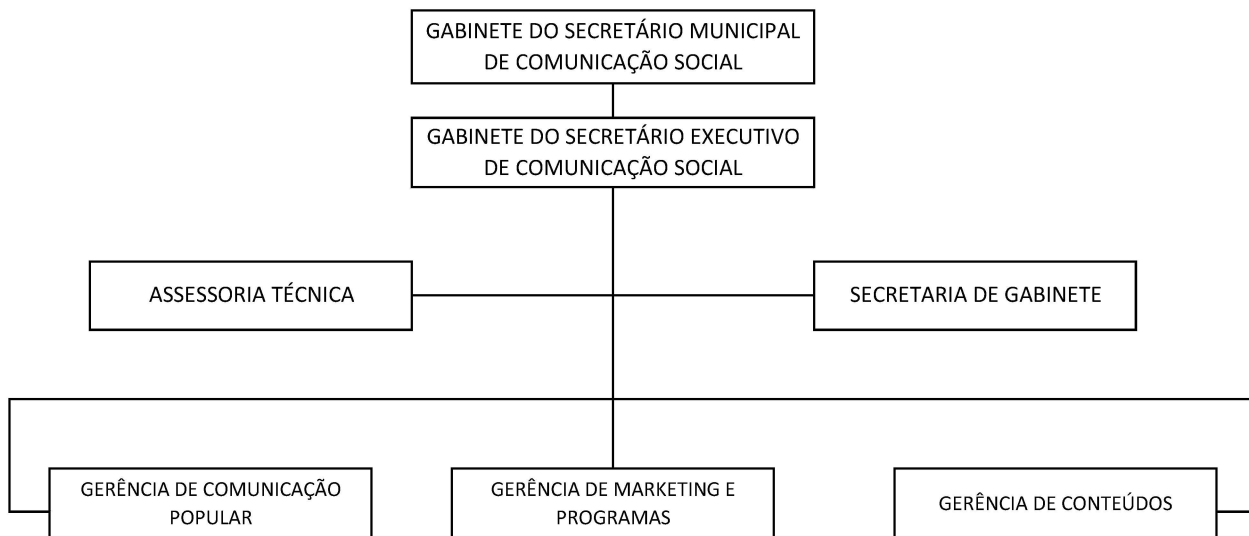 GABINETE DO SECRETÁRIO MUNICIPAL
DE COMUNICAÇÃO SOCIAL
GABINETE DO SECRETÁRIO EXECUTIVO
DE COMUNICAÇÃO SOCIAL
ASSESSORIA TÉCNICA
SECRETARIA DE GABINETE
GERÊNCIA DE COMUNICAÇÃO
POPULAR
GERÊNCIA DE MARKETING E
PROGRAMAS
GERÊNCIA DE CONTEÚDOS